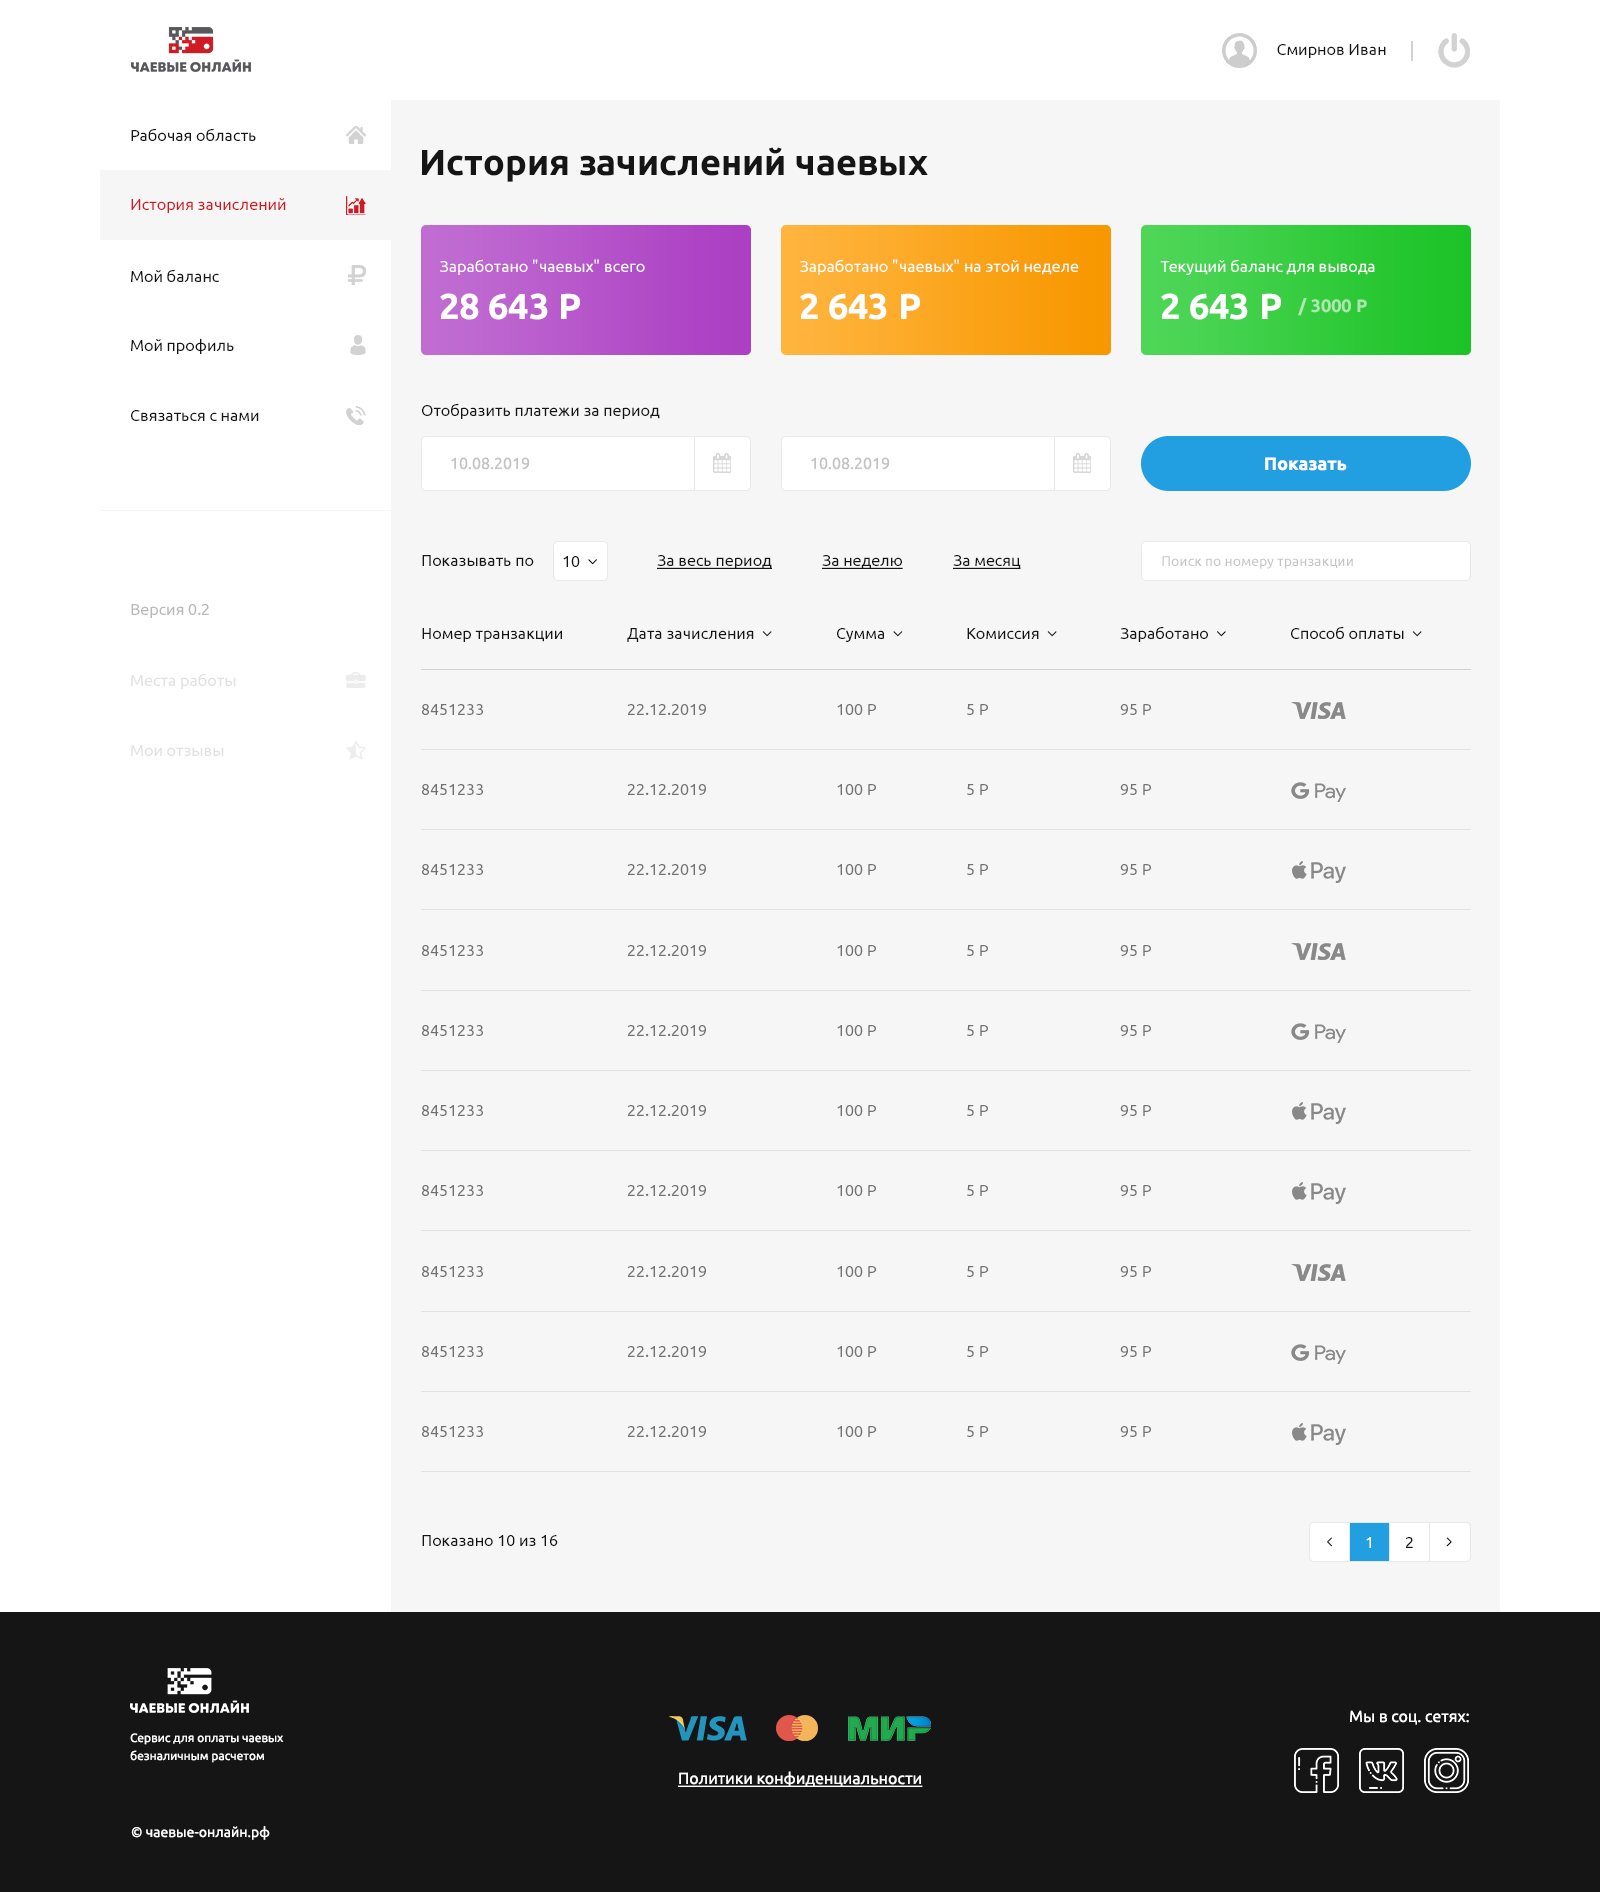 ЧАЕВЫЕ ОНЛАЙН
Смирнов Иван
Рабочая область
История зачислений
Мой баланс
Мой профиль
Связаться с нами
Версия 0.2
Места работы
Мои отзывы
История зачислений чаевых
Заработано "чаевых" всего
28 643 Р
Заработано "чаевых" на этой неделе
2 643 Р
Текущий баланс для вывода
2 643 Р / 3000 Р
Отобразить платежи за период
10.08.2019
10.08.2019
Показать
Показывать по 10 За весь период За неделю За месяц Поиск по номеру транзакции
Номер транзакции Дата зачисления Сумма Комиссия Заработано Способ оплаты
8451233 22.12.2019 100 Р 5 Р 95 Р VISA
8451233 22.12.2019 100 Р 5 Р 95 Р G Pay
8451233 22.12.2019 100 Р 5 Р 95 Р Pay
8451233 22.12.2019 100 Р 5 Р 95 Р VISA
8451233 22.12.2019 100 Р 5 Р 95 Р G Pay
8451233 22.12.2019 100 Р 5 Р 95 Р Pay
8451233 22.12.2019 100 Р 5 Р 95 Р Pay
8451233 22.12.2019 100 Р 5 Р 95 Р VISA
8451233 22.12.2019 100 Р 5 Р 95 Р G Pay
8451233 22.12.2019 100 Р 5 Р 95 Р Pay
Показано 10 из 16
1 2
ЧАЕВЫЕ ОНЛАЙН
Сервис для оплаты чаевых
безналичным расчетом
© чаевые-онлайн.рф
VISA МИР
Политики конфиденциальности
Мы в соц. сетях: